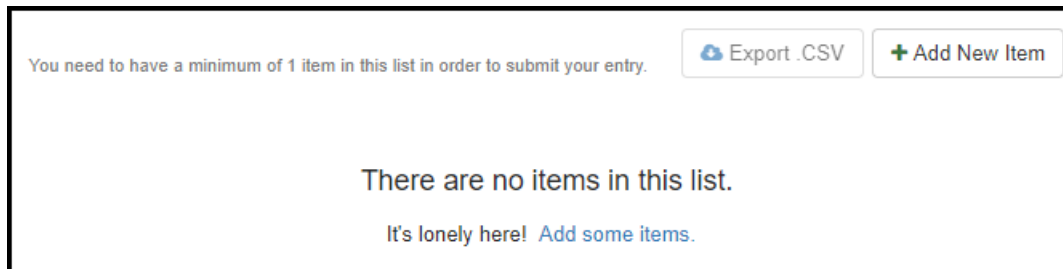 You need to have a minimum of 1 item in this list in order to submit your entry.
Export .CSV
Add New Item
There are no items in this list.
It's lonely here! Add some items.